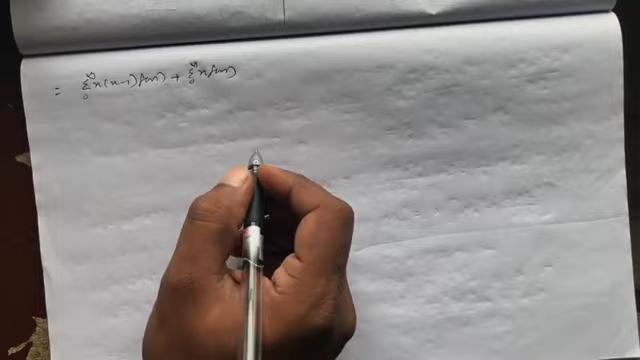 = ∞Σ0 x(x-1)f(x) + ∞Σ0 x f(x)